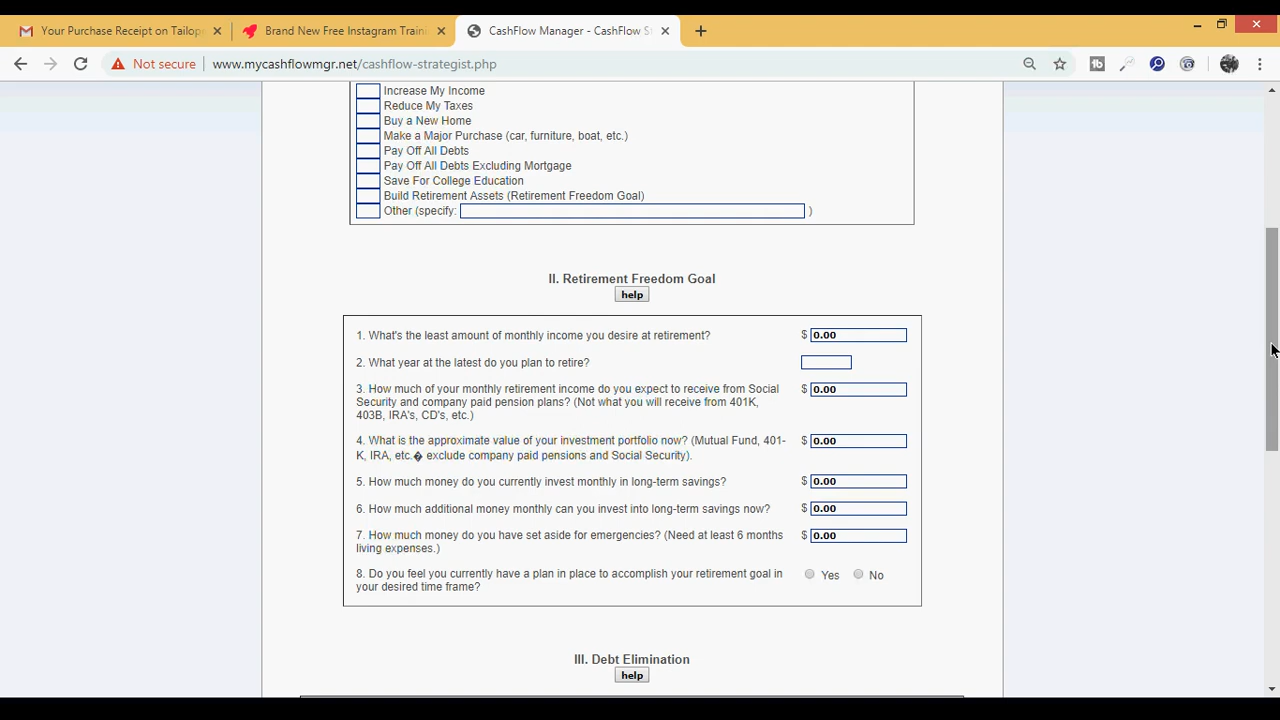 Your Purchase Receipt on Tailop
Brand New Free Instagram Traini
CashFlow Manager - CashFlow S
Not secure
www.mycashflowmgr.net/cashflow-strategist.php
Increase My Income
Reduce My Taxes
Buy a New Home
Make a Major Purchase (car, furniture, boat, etc.)
Pay Off All Debts
Pay Off All Debts Excluding Mortgage
Save For College Education
Build Retirement Assets (Retirement Freedom Goal)
Other (specify: )
II. Retirement Freedom Goal
help
1. What's the least amount of monthly income you desire at retirement? $ 0.00
2. What year at the latest do you plan to retire?
3. How much of your monthly retirement income do you expect to receive from Social $ 0.00
Security and company paid pension plans? (Not what you will receive from 401K,
403B, IRA's, CD's, etc.)
4. What is the approximate value of your investment portfolio now? (Mutual Fund, 401- $ 0.00
K, IRA, etc.� exclude company paid pensions and Social Security).
5. How much money do you currently invest monthly in long-term savings? $ 0.00
6. How much additional money monthly can you invest into long-term savings now? $ 0.00
7. How much money do you have set aside for emergencies? (Need at least 6 months $ 0.00
living expenses.)
8. Do you feel you currently have a plan in place to accomplish your retirement goal in Yes No
your desired time frame?
III. Debt Elimination
help